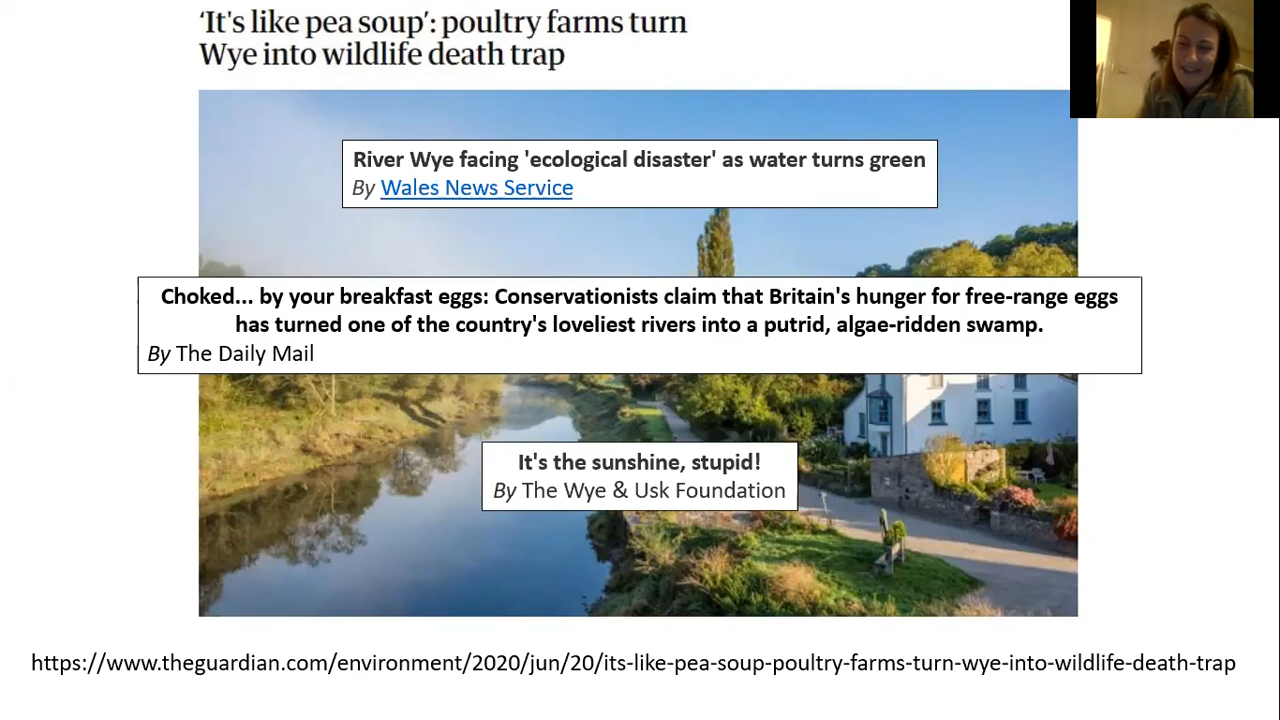 ‘It's like pea soup’: poultry farms turn
Wye into wildlife death trap
River Wye facing 'ecological disaster' as water turns green
By Wales News Service
Choked... by your breakfast eggs: Conservationists claim that Britain's hunger for free-range eggs
has turned one of the country's loveliest rivers into a putrid, algae-ridden swamp.
By The Daily Mail
It's the sunshine, stupid!
By The Wye & Usk Foundation
https://www.theguardian.com/environment/2020/jun/20/its-like-pea-soup-poultry-farms-turn-wye-into-wildlife-death-trap